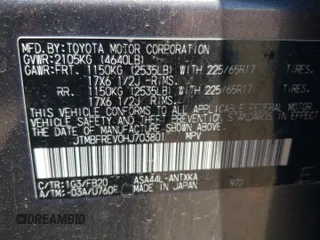 MFD.BY: TOYOTA MOTOR CORPORATION
GVWR: 2105KG (4640LB)
GAWR: FRT. 1150KG (2535LB) WITH 225/65R17 TIRES.
17X6 1/2J RIMS.
RR. 1150KG (2535LB) WITH 225/65R17 TIRES.
17X6 1/2J RIMS.
THIS VEHICLE CONFORMS TO ALL APPLICABLE FEDERAL MOTOR
VEHICLE SAFETY AND
STANDARDS IN EFFECT ON THE DATE OF
MANUFACTURE SHOWN ABOVE.
JTMBFREV0HJ703801 MPV
C/TR: 1G3/FB20 ASA44L-ANTXKA
A/TM: -03A/U760F MADE IN JAPAN